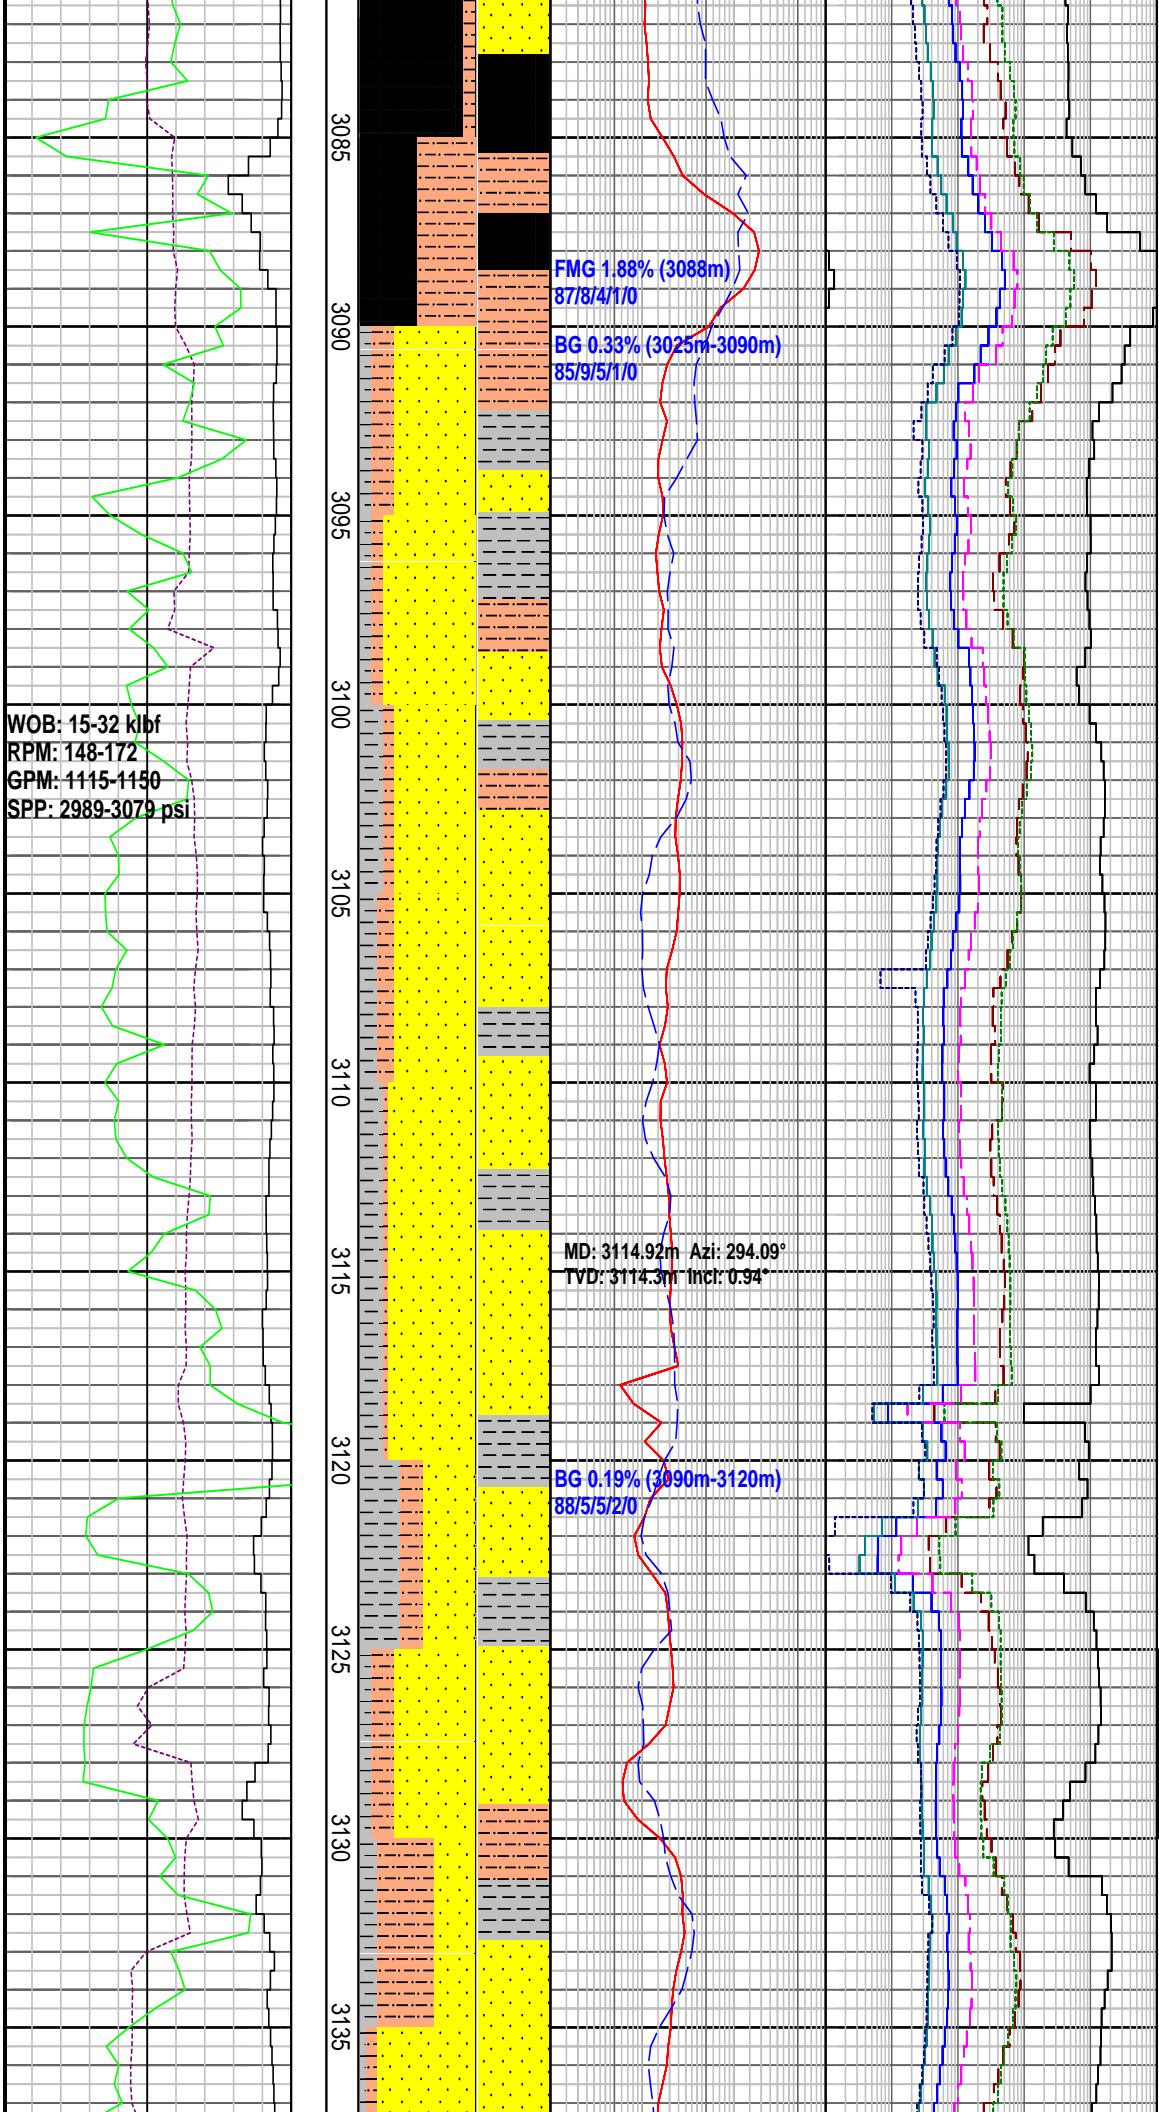 3085
FMG 1.88% (3088m)
87/8/4/1/0
3090
BG 0.33% (3025m-3090m)
85/9/5/1/0
3095
3100
WOB: 15-32 klbf
RPM: 148-172
GPM: 1115-1150
SPP: 2989-3079 psi
3105
3110
MD: 3114.92m Azi: 294.09°
TVD: 3114.3m Incl: 0.94°
3115
3120
BG 0.19% (3090m-3120m)
88/5/5/2/0
3125
3130
3135